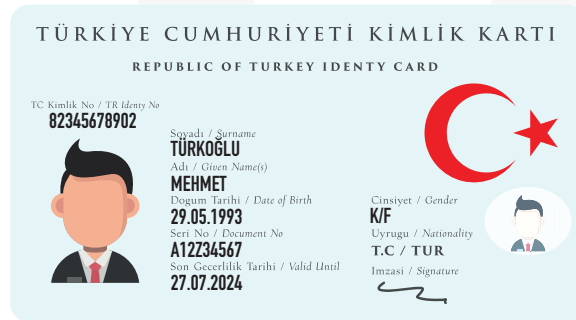 TÜRKİYE CUMHURİYETİ KİMLİK KARTI
REPUBLIC OF TURKEY IDENTY CARD
TC Kimlik No / TR Identy No
82345678902
Soyadı / Surname
TÜRKOĞLU
Adı / Given Name(s)
MEHMET
Dogum Tarihi / Date of Birth
29.05.1993
Seri No / Document No
A12Z34567
Son Gecerlilik Tarihi / Valid Until
27.07.2024
Cinsiyet / Gender
K/F
Uyrugu / Nationality
T.C / TUR
Imzasi / Signature